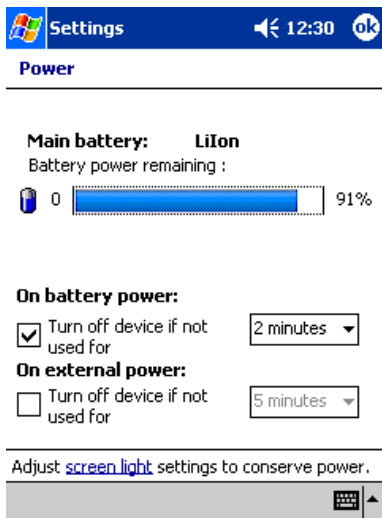 Settings 12:30 ok
Power
Main battery: LiIon
Battery power remaining :
0 91%
On battery power:
Turn off device if not 2 minutes
used for
On external power:
Turn off device if not 5 minutes
used for
Adjust screen light settings to conserve power.